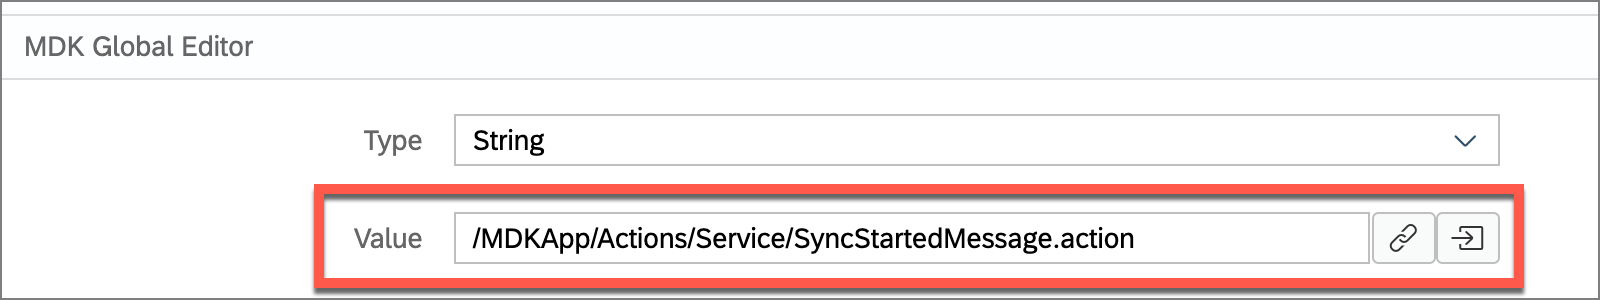 MDK Global Editor
Type String
Value /MDKApp/Actions/Service/SyncStartedMessage.action